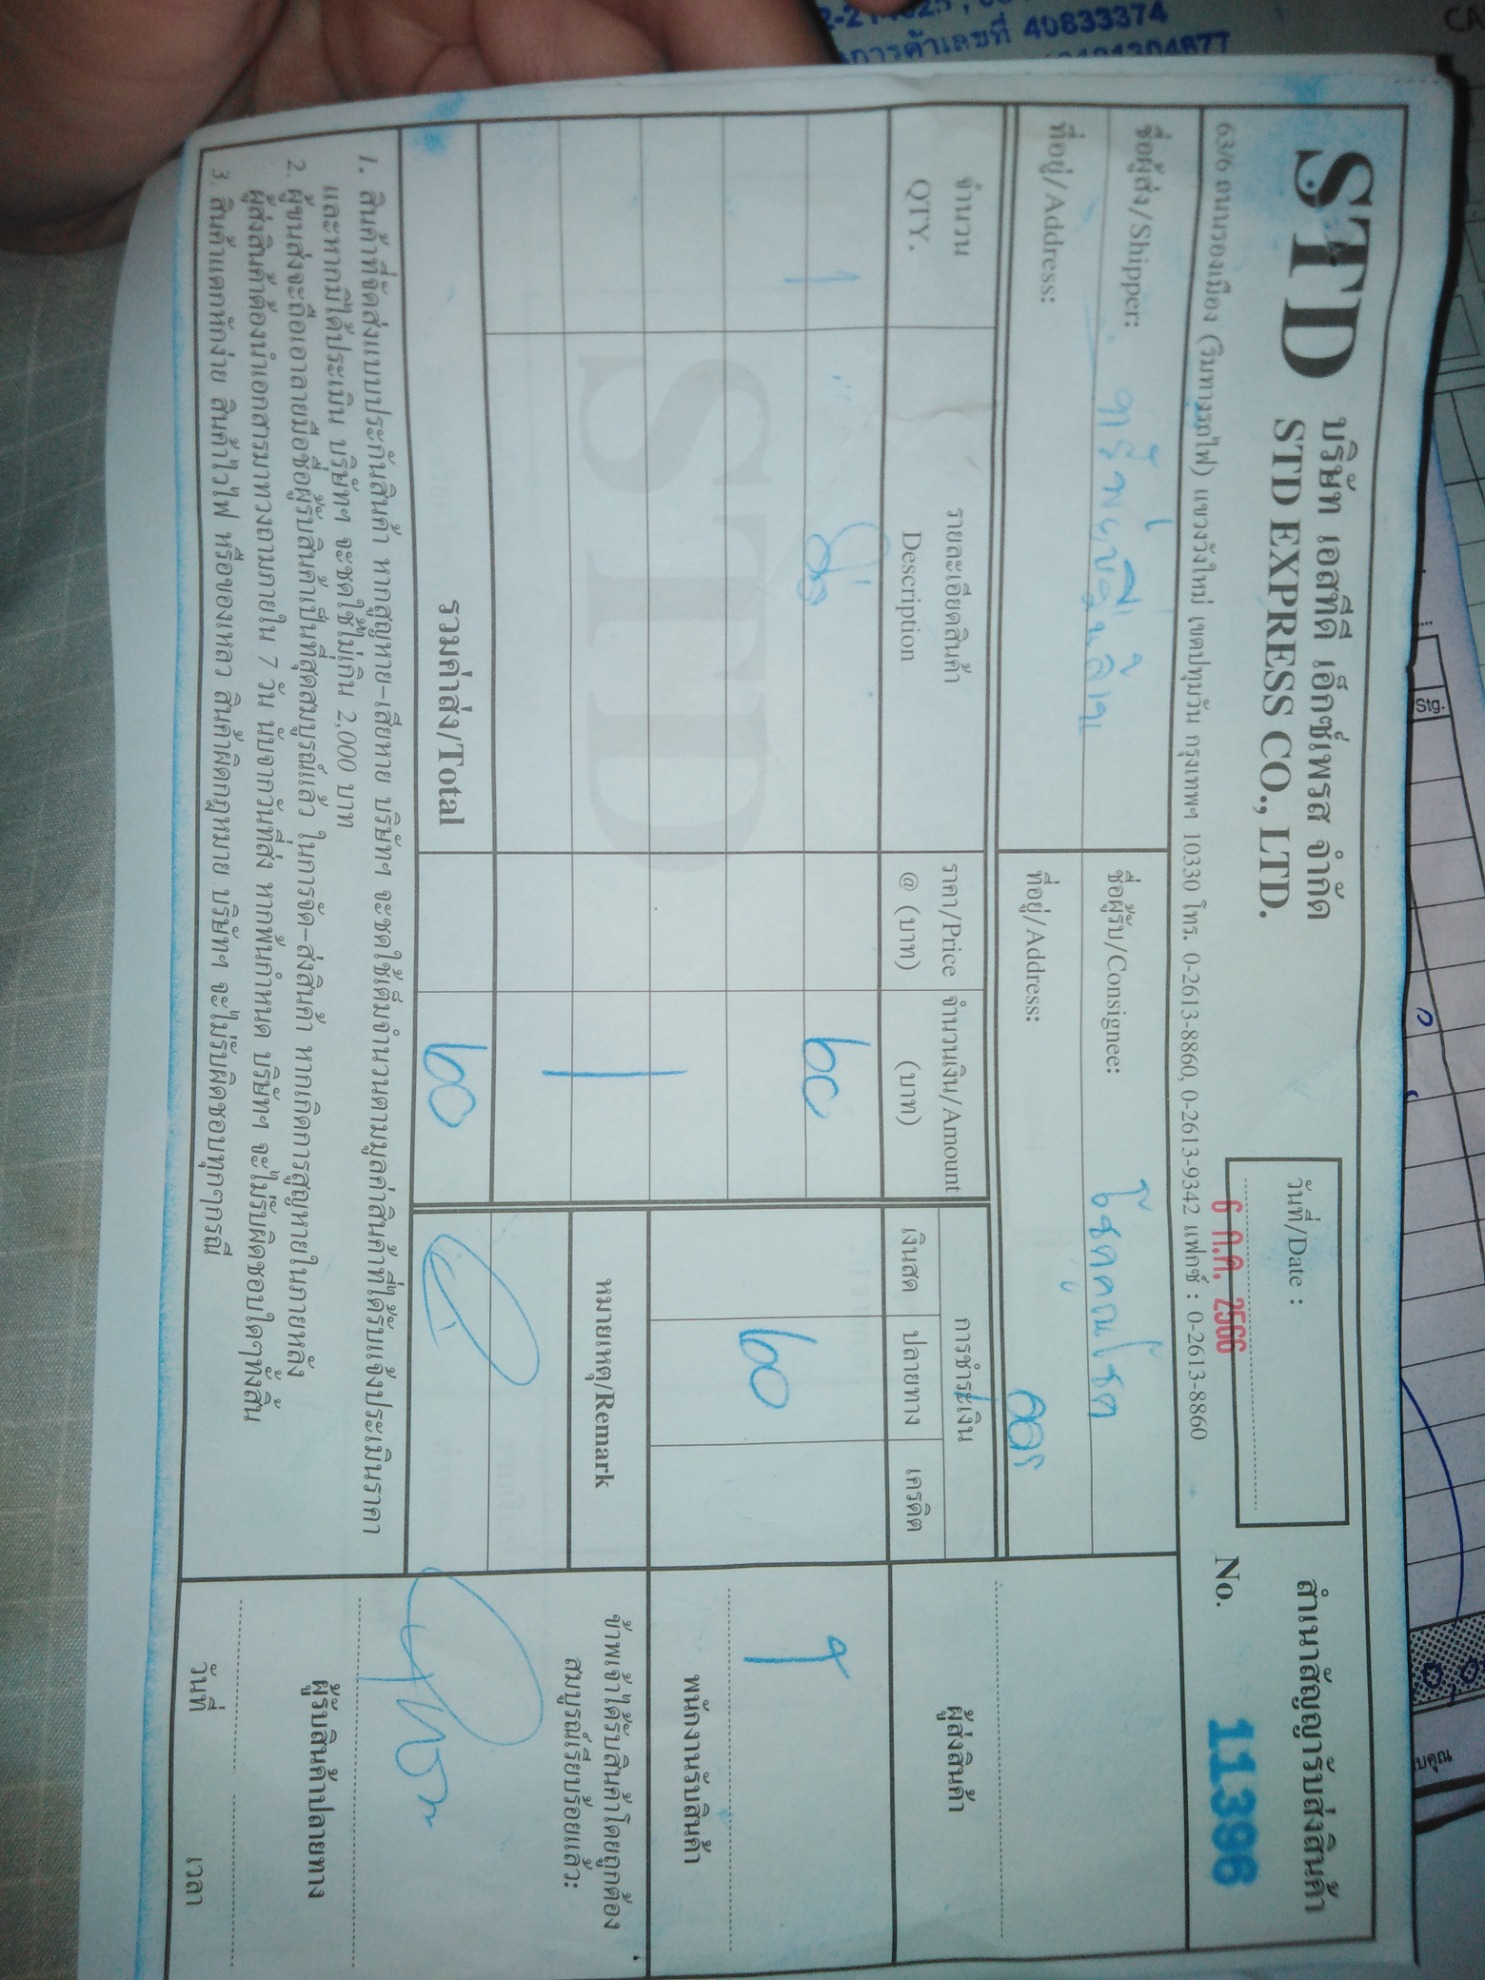 STD
บริษัท เอสทีดี เอ็กซ์เพรส จำกัด
STD EXPRESS CO., LTD.
63/6 ถนนรองเมือง (ริมทางรถไฟ) แขวงวังใหม่ เขตปทุมวัน กรุงเทพฯ 10330 โทร. 0-2613-8860, 0-2613-9342 แฟกซ์ : 0-2613-8860
วันที่/Date :
6 ก.ค. 2566
สำเนาสัญญารับส่งสินค้า
No. 11396
ชื่อผู้ส่ง/Shipper:
ที่อยู่/Address:
ชื่อผู้รับ/Consignee: โชคคูณโชค
ที่อยู่/Address:
จำนวน QTY.
รายละเอียดสินค้า Description
ราคา/Price @ (บาท)
จำนวนเงิน/Amount (บาท)
การชำระเงิน
เงินสด ปลายทาง เครดิต
1
60
60
รวมค่าส่ง/Total 60
หมายเหตุ/Remark
ผู้ส่งสินค้า
พนักงานรับสินค้า
ข้าพเจ้าได้รับสินค้าโดยถูกต้อง
สมบูรณ์เรียบร้อยแล้ว:
ผู้รับสินค้าปลายทาง
วันที่ เวลา
1. สินค้าที่จัดส่งแบบประกันสินค้า หากสูญหาย-เสียหาย บริษัทฯ จะชดใช้เต็มจำนวนตามมูลค่าสินค้าที่ได้รับแจ้งประเมินราคา
และหากมิได้ประเมิน บริษัทฯ จะชดใช้ไม่เกิน 2,000 บาท
2. ผู้ขนส่งจะถือเอาลายมือชื่อผู้รับสินค้าเป็นที่สุดสมบูรณ์แล้ว ในการจัด-ส่งสินค้า หากเกิดการสูญหายในภายหลัง
ผู้ส่งสินค้าต้องนำเอกสารมาทวงถามภายใน 7 วัน นับจากวันที่ส่ง หากพ้นกำหนด บริษัทฯ จะไม่รับผิดชอบใดๆทั้งสิ้น
3. สินค้าแตกหักง่าย สินค้าไวไฟ หรือของเหลว สินค้าผิดกฎหมาย บริษัทฯ จะไม่รับผิดชอบทุกๆกรณี
STD
การค้าเลขที่ 40833374
Stg.